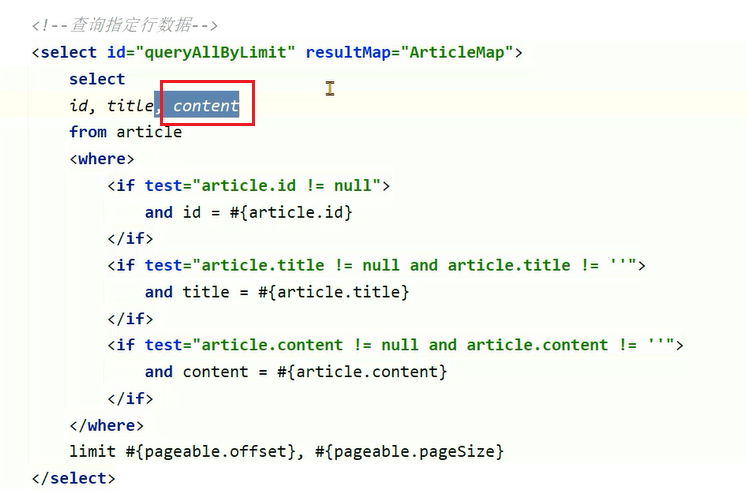 <!--查询指定行数据-->
<select id="queryAllByLimit" resultMap="ArticleMap">
select
id, title, content
from article
<where>
<if test="article.id != null">
and id = #{article.id}
</if>
<if test="article.title != null and article.title != ''">
and title = #{article.title}
</if>
<if test="article.content != null and article.content != ''">
and content = #{article.content}
</if>
</where>
limit #{pageable.offset}, #{pageable.pageSize}
</select>